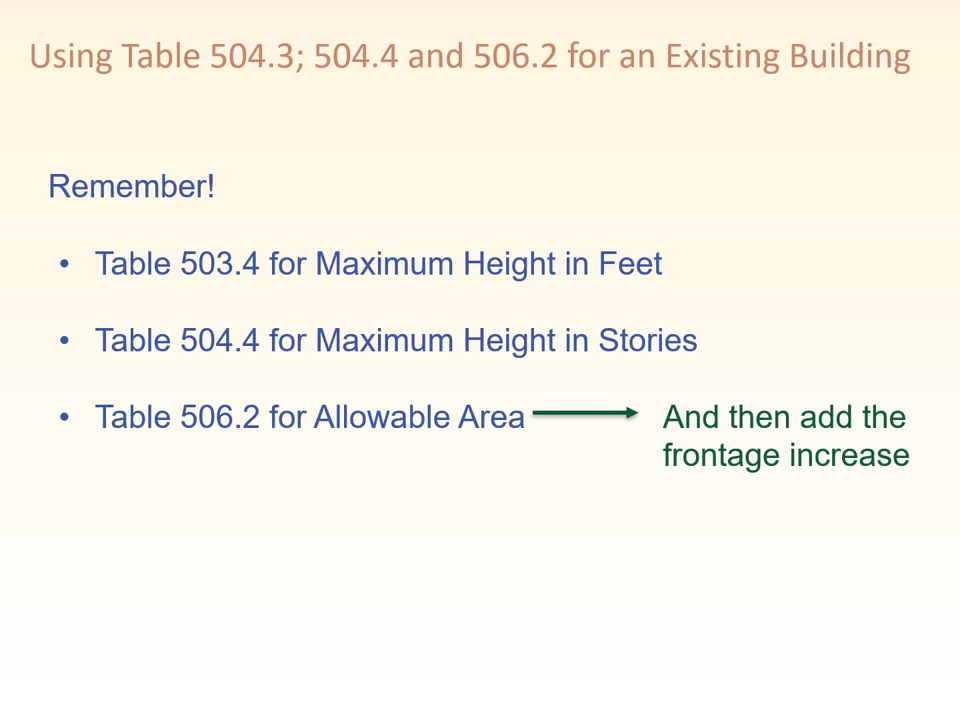 Using Table 504.3; 504.4 and 506.2 for an Existing Building
Remember!
• Table 503.4 for Maximum Height in Feet
• Table 504.4 for Maximum Height in Stories
• Table 506.2 for Allowable Area
And then add the
frontage increase